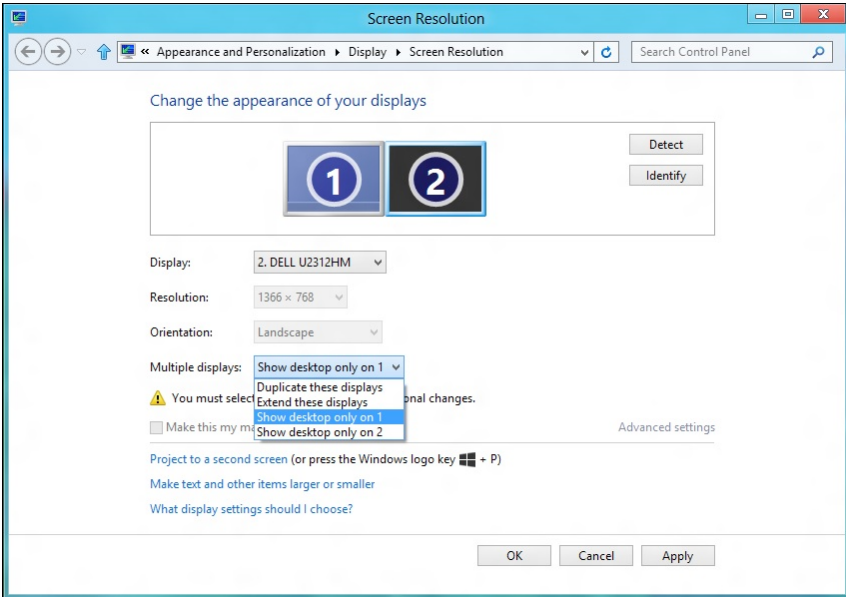 Screen Resolution
« Appearance and Personalization Display Screen Resolution
Search Control Panel
Change the appearance of your displays
1 2
Detect
Identify
Display: 2. DELL U2312HM
Resolution: 1366 × 768
Orientation: Landscape
Multiple displays: Show desktop only on 1
Duplicate these displays
You must selec onal changes.
Extend these displays
Show desktop only on 1
Make this my m Advanced settings
Show desktop only on 2
Project to a second screen (or press the Windows logo key + P)
Make text and other items larger or smaller
What display settings should I choose?
OK Cancel Apply